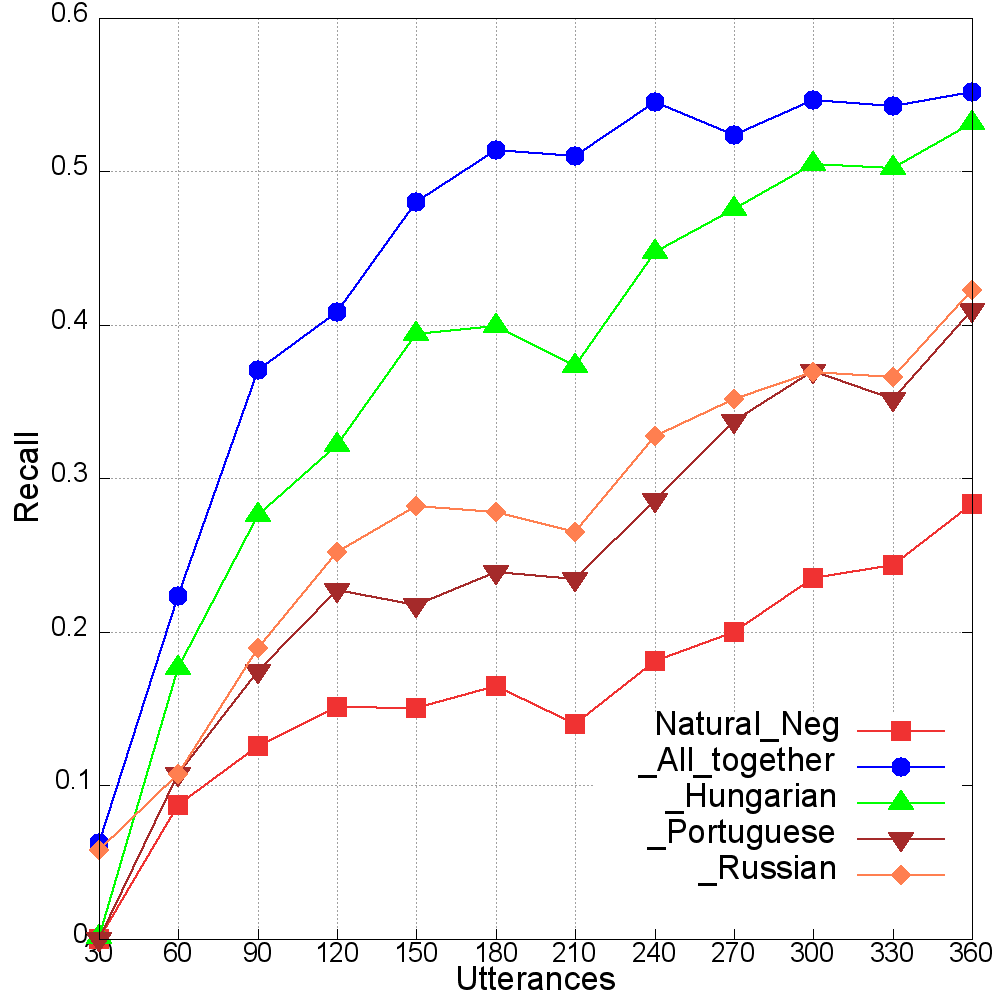 0.6
0.5
0.4
0.3
0.2
0.1
0
Recall
30 60 90 120 150 180 210 240 270 300 330 360
Utterances
Natural_Neg
_All_together
_Hungarian
_Portuguese
_Russian